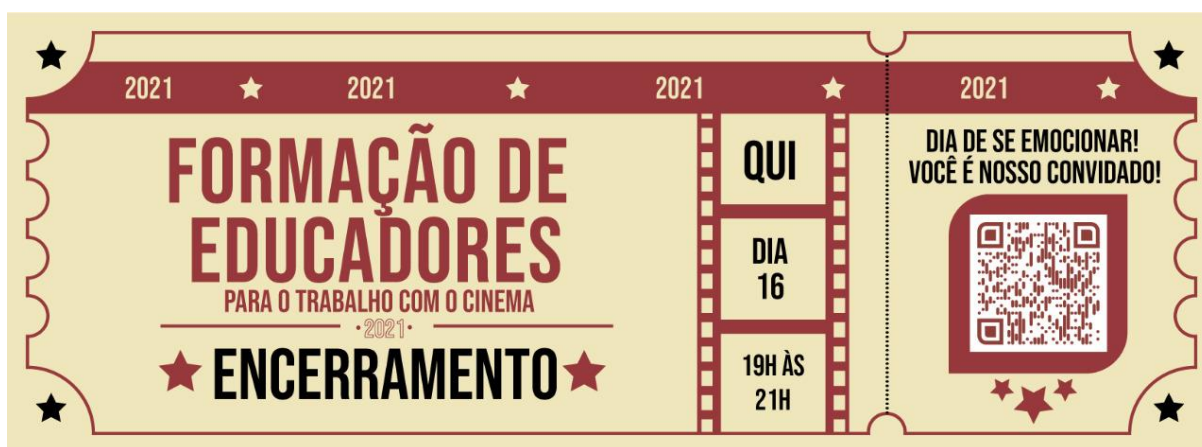 2021 2021 2021 2021
FORMAÇÃO DE
EDUCADORES
PARA O TRABALHO COM O CINEMA
·2021·
ENCERRAMENTO
QUI
DIA
16
19H ÀS
21H
DIA DE SE EMOCIONAR!
VOCÊ É NOSSO CONVIDADO!